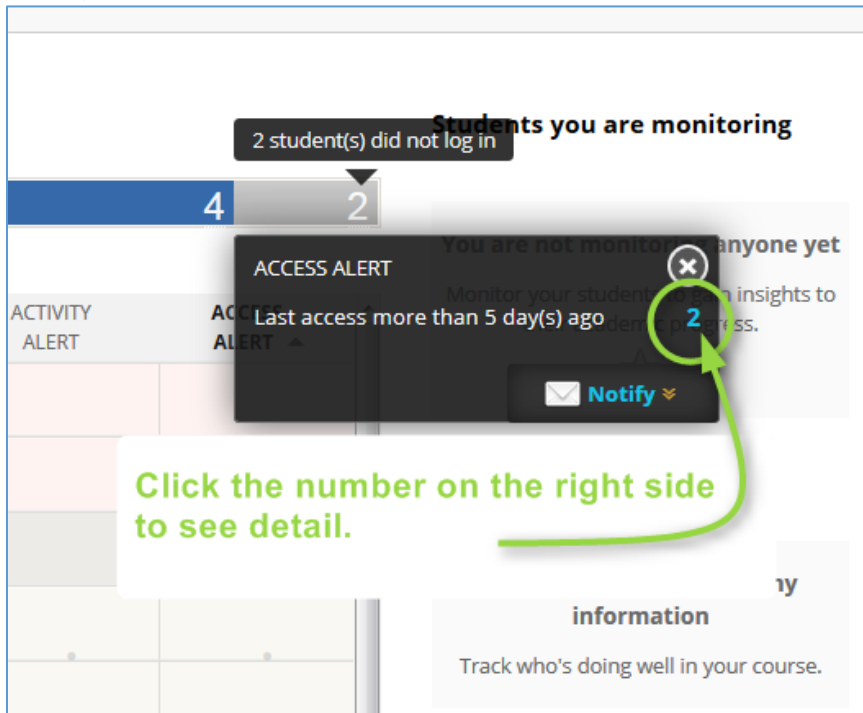 Students you are monitoring
2 student(s) did not log in
4
2
You are not monitoring anyone yet
Monitor your students to gain insights to
progress.
ACCESS ALERT
Last access more than 5 day(s) ago
2
Notify
ACTIVITY
ALERT
ACCESS
ALERT
Click the number on the right side
to see detail.
information
Track who's doing well in your course.